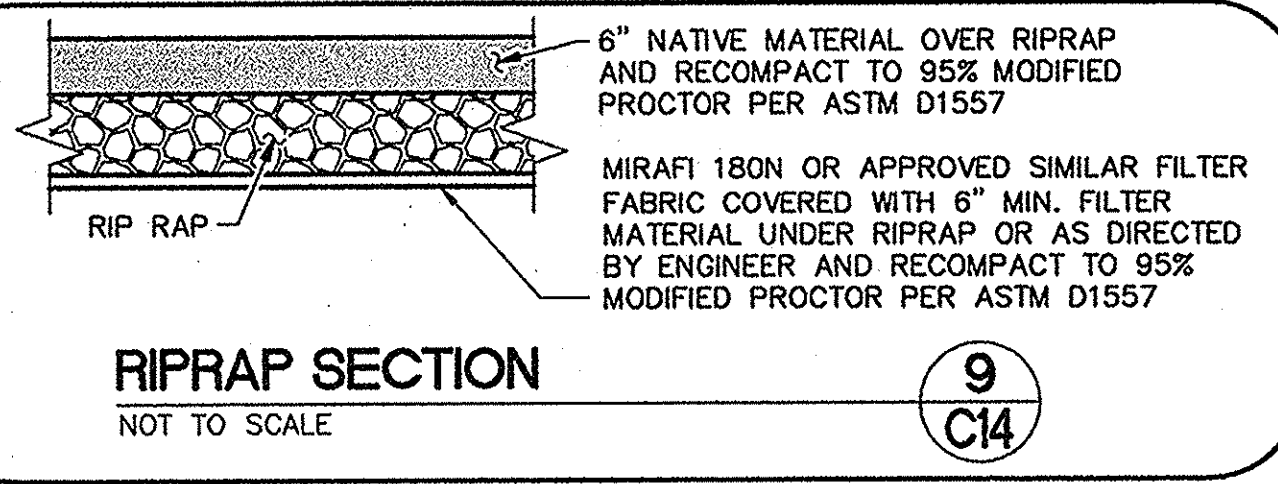 6" NATIVE MATERIAL OVER RIPRAP
AND RECOMPACT TO 95% MODIFIED
PROCTOR PER ASTM D1557
MIRAFI 180N OR APPROVED SIMILAR FILTER
FABRIC COVERED WITH 6" MIN. FILTER
MATERIAL UNDER RIPRAP OR AS DIRECTED
BY ENGINEER AND RECOMPACT TO 95%
MODIFIED PROCTOR PER ASTM D1557
RIP RAP
RIPRAP SECTION
NOT TO SCALE
9
C14